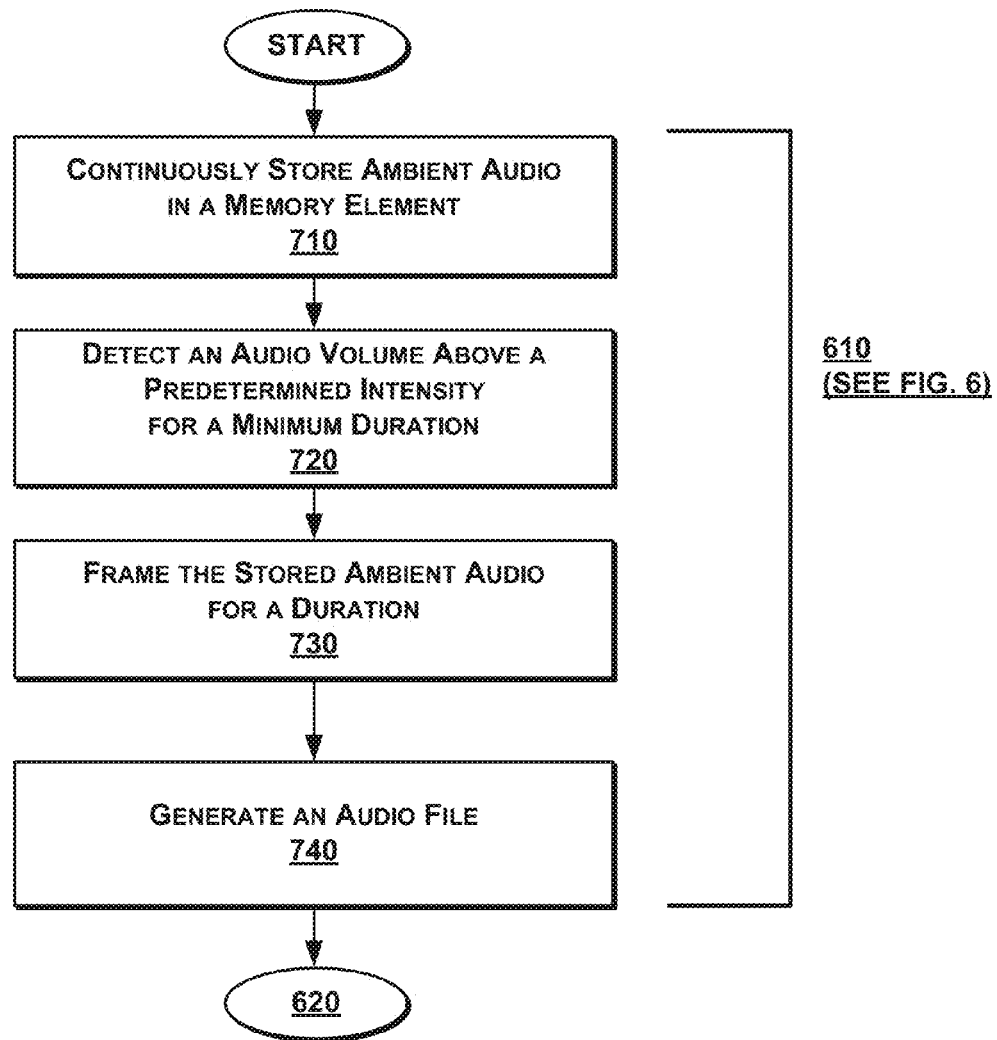 START
CONTINUOUSLY STORE AMBIENT AUDIO
IN A MEMORY ELEMENT
710
DETECT AN AUDIO VOLUME ABOVE A
PREDETERMINED INTENSITY
FOR A MINIMUM DURATION
720
610
(SEE FIG. 6)
FRAME THE STORED AMBIENT AUDIO
FOR A DURATION
730
GENERATE AN AUDIO FILE
740
620